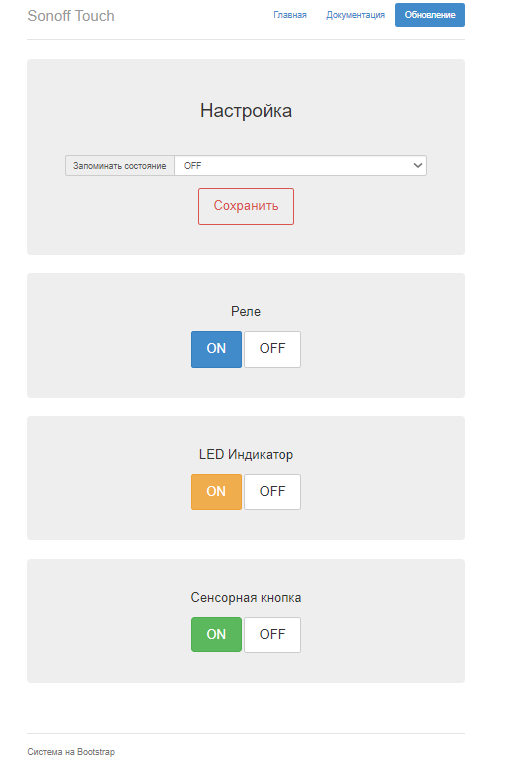 Sonoff Touch
Главная Документация Обновление
Настройка
Запоминать состояние OFF
Сохранить
Реле
ON OFF
LED Индикатор
ON OFF
Сенсорная кнопка
ON OFF
Система на Bootstrap